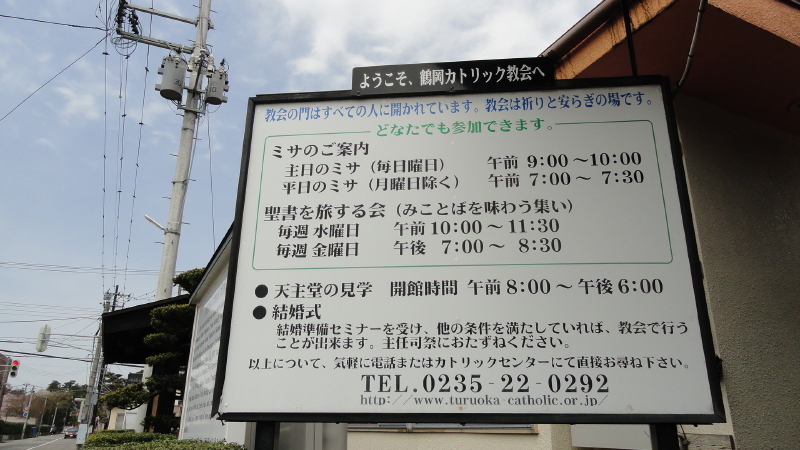 ようこそ、鶴岡カトリック教会へ
教会の門はすべての人に開かれています。教会は祈りと安らぎの場です。
どなたでも参加できます。
ミサのご案内
主日のミサ（毎日曜日） 午前 9:00～10:00
平日のミサ（月曜日除く） 午前 7:00～ 7:30
聖書を旅する会（みことばを味わう集い）
毎週 水曜日 午前 10:00～11:30
毎週 金曜日 午後 7:00～ 8:30
●天主堂の見学 開館時間 午前8:00～午後6:00
●結婚式
結婚準備セミナーを受け、他の条件を満たしていれば、教会で行う
ことが出来ます。主任司祭におたずねください。
以上について、気軽に電話またはカトリックセンターにて直接お尋ね下さい。
TEL.0235-22-0292
http://www.turuoka-catholic.or.jp/